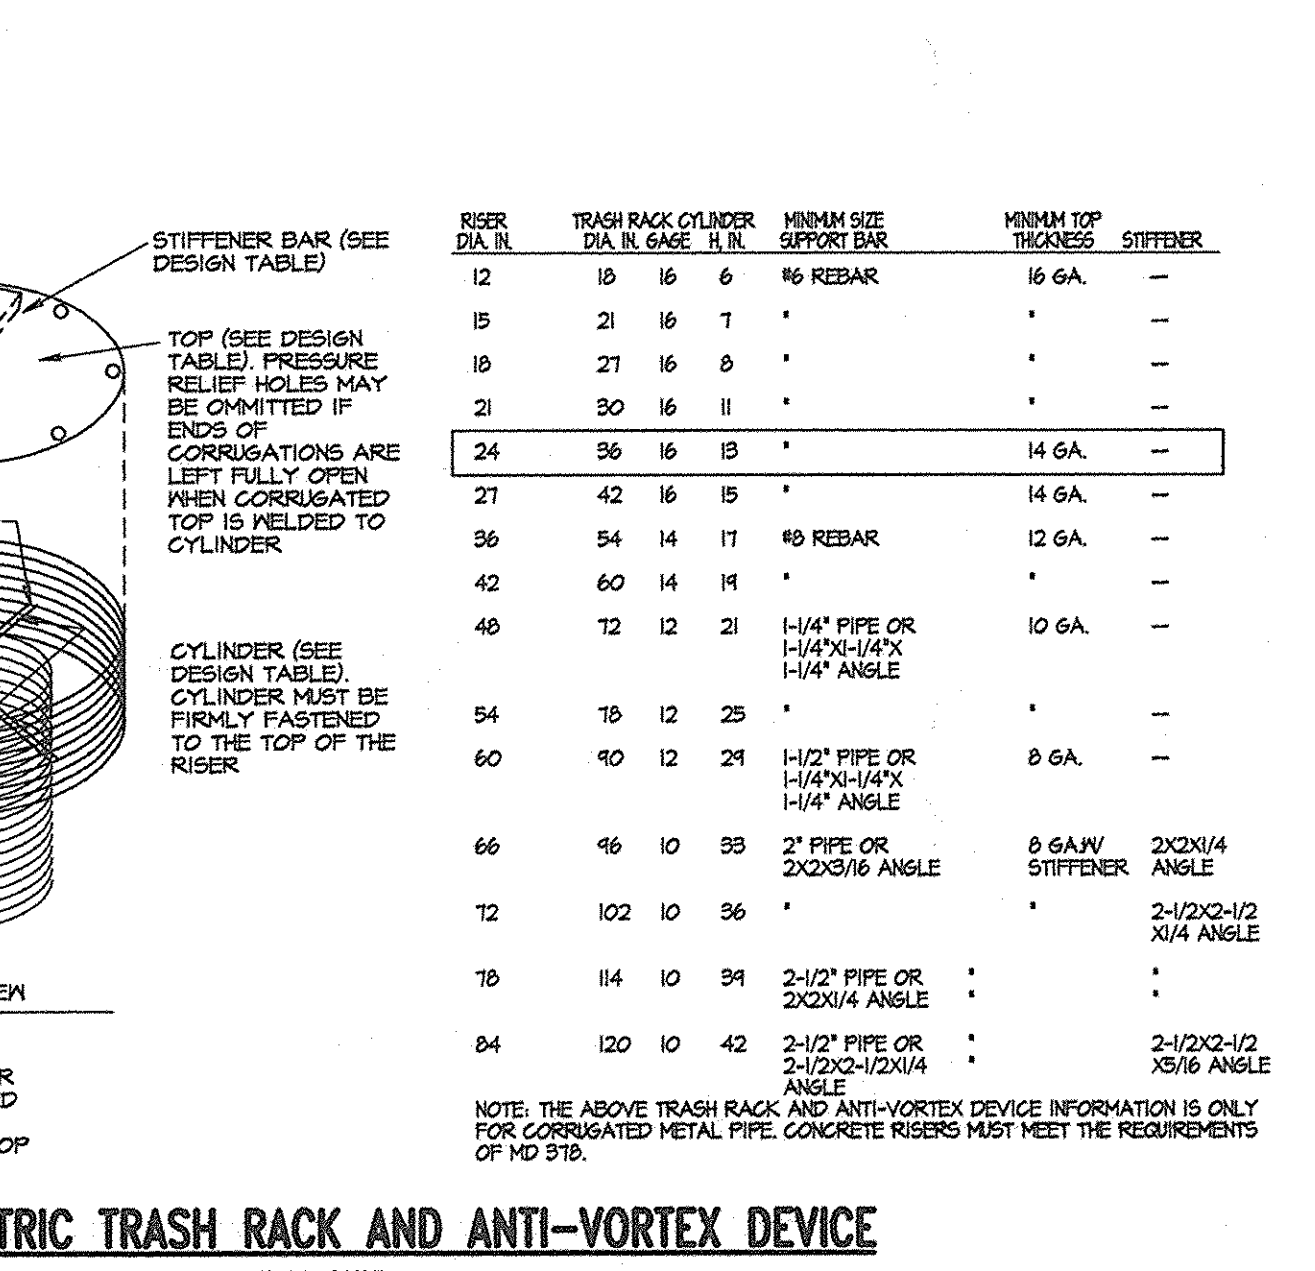 STIFFENER BAR (SEE
DESIGN TABLE)
TOP (SEE DESIGN
TABLE). PRESSURE
RELIEF HOLES MAY
BE OMMITTED IF
ENDS OF
CORRUGATIONS ARE
LEFT FULLY OPEN
WHEN CORRUGATED
TOP IS WELDED TO
CYLINDER
CYLINDER (SEE
DESIGN TABLE).
CYLINDER MUST BE
FIRMLY FASTENED
TO THE TOP OF THE
RISER
EW
R
D
OP
RISER TRASH RACK CYLINDER MINIMUM SIZE MINIMUM TOP
DIA. IN. DIA. IN. GAGE H, IN. SUPPORT BAR THICKNESS STIFFENER
12 18 16 6 #6 REBAR 16 GA. —
15 21 16 7 " " —
18 27 16 8 " " —
21 30 16 11 " " —
24 36 16 13 " 14 GA. —
27 42 16 15 " 14 GA. —
36 54 14 17 #8 REBAR 12 GA. —
42 60 14 19 " " —
48 72 12 21 1-1/4" PIPE OR 10 GA. —
1-1/4"X1-1/4"X
1-1/4" ANGLE
54 78 12 25 " " —
60 90 12 29 1-1/2" PIPE OR 8 GA. —
1-1/4"X1-1/4"X
1-1/4" ANGLE
66 96 10 33 2" PIPE OR 8 GA.W/ 2X2X1/4
2X2X3/16 ANGLE STIFFENER ANGLE
72 102 10 36 " " 2-1/2X2-1/2
X1/4 ANGLE
78 114 10 39 2-1/2" PIPE OR " "
2X2X1/4 ANGLE " "
84 120 10 42 2-1/2" PIPE OR " 2-1/2X2-1/2
2-1/2X2-1/2X1/4 " X5/16 ANGLE
ANGLE
NOTE: THE ABOVE TRASH RACK AND ANTI-VORTEX DEVICE INFORMATION IS ONLY
FOR CORRUGATED METAL PIPE. CONCRETE RISERS MUST MEET THE REQUIREMENTS
OF MD 378.
TRIC TRASH RACK AND ANTI-VORTEX DEVICE